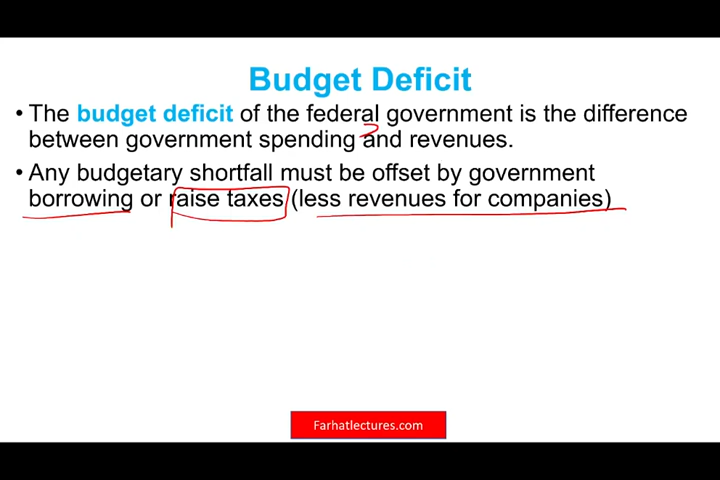 Budget Deficit
• The budget deficit of the federal government is the difference
between government spending and revenues.
• Any budgetary shortfall must be offset by government
borrowing or raise taxes (less revenues for companies)
Farhatlectures.com